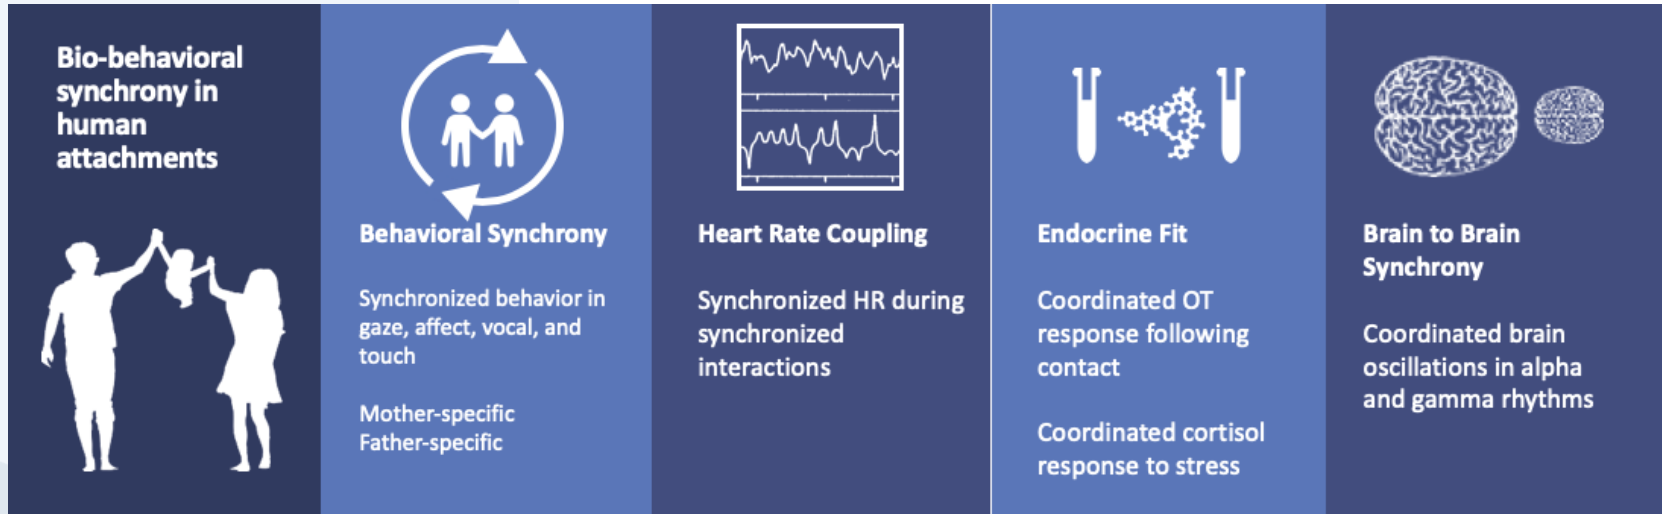 Bio-behavioral
synchrony in
human
attachments
Behavioral Synchrony
Synchronized behavior in
gaze, affect, vocal, and
touch
Mother-specific
Father-specific
Heart Rate Coupling
Synchronized HR during
synchronized
interactions
Endocrine Fit
Coordinated OT
response following
contact
Coordinated cortisol
response to stress
Brain to Brain
Synchrony
Coordinated brain
oscillations in alpha
and gamma rhythms